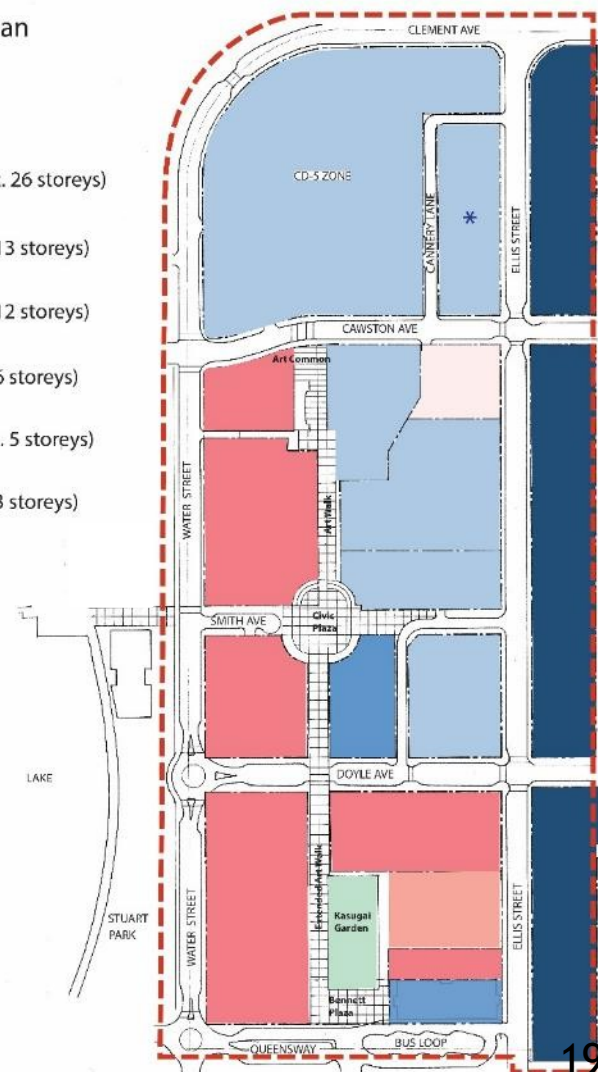 an
CLEMENT AVE
. 26 storeys)
CD-5 ZONE
*
CANNERY LANE
ELLIS STREET
13 storeys)
12 storeys)
CAWSTON AVE
Art Common
6 storeys)
. 5 storeys)
WATER STREET
Art Walk
3 storeys)
SMITH AVE
Civic
Plaza
LAKE
DOYLE AVE
STUART
PARK
WATER STREET
Extended Art Walk
Kasugai
Garden
ELLIS STREET
Bennett
Plaza
QUEENSWAY
BUS LOOP
19